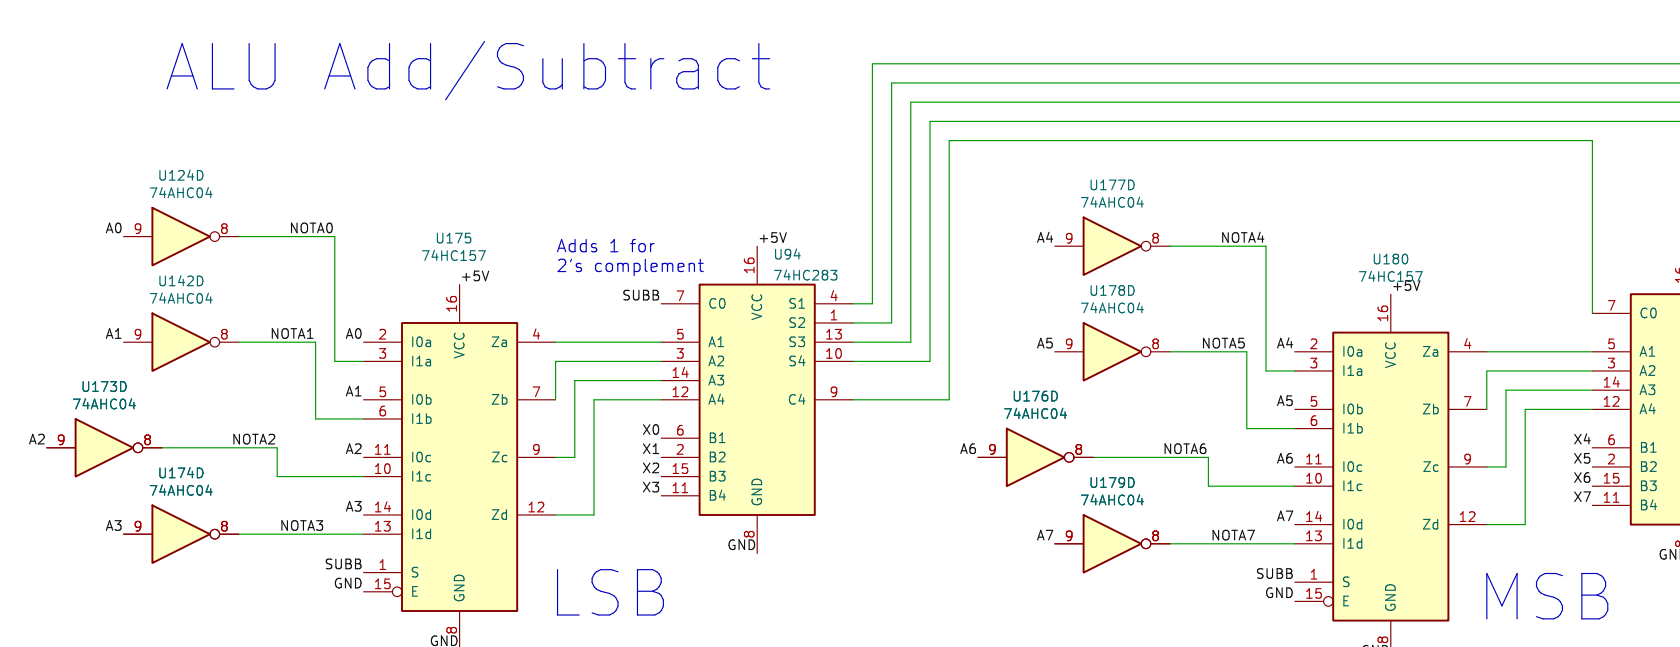 ALU Add/Subtract
U124D
74AHC04
A0 9 8 NOTA0
U142D
74AHC04
A1 9 8 NOTA1
U173D
74AHC04
A2 9 8 NOTA2
U174D
74AHC04
A3 9 8 NOTA3
U175
74HC157
+5V
16
VCC
A0 2 I0a Za 4
3 I1a
A1 5 I0b Zb 7
6 I1b
A2 11 I0c Zc 9
10 I1c
A3 14 I0d Zd 12
13 I1d
SUBB 1 S
GND 15 E
GND
8
GND
LSB
Adds 1 for
2's complement
+5V
U94
74HC283
16
VCC
SUBB 7 C0 S1 4
S2 1
5 A1 S3 13
3 A2 S4 10
14 A3
12 A4 C4 9
X0 6 B1
X1 2 B2
X2 15 B3
X3 11 B4
GND
8
GND
U177D
74AHC04
A4 9 8 NOTA4
U178D
74AHC04
A5 9 8 NOTA5
U176D
74AHC04
A6 9 8 NOTA6
U179D
74AHC04
A7 9 8 NOTA7
U180
74HC157
+5V
16
VCC
A4 2 I0a Za 4
3 I1a
A5 5 I0b Zb 7
6 I1b
A6 11 I0c Zc 9
10 I1c
A7 14 I0d Zd 12
13 I1d
SUBB 1 S
GND 15 E
GND
8
MSB
7 C0
5 A1
3 A2
14 A3
12 A4
X4 6 B1
X5 2 B2
X6 15 B3
X7 11 B4